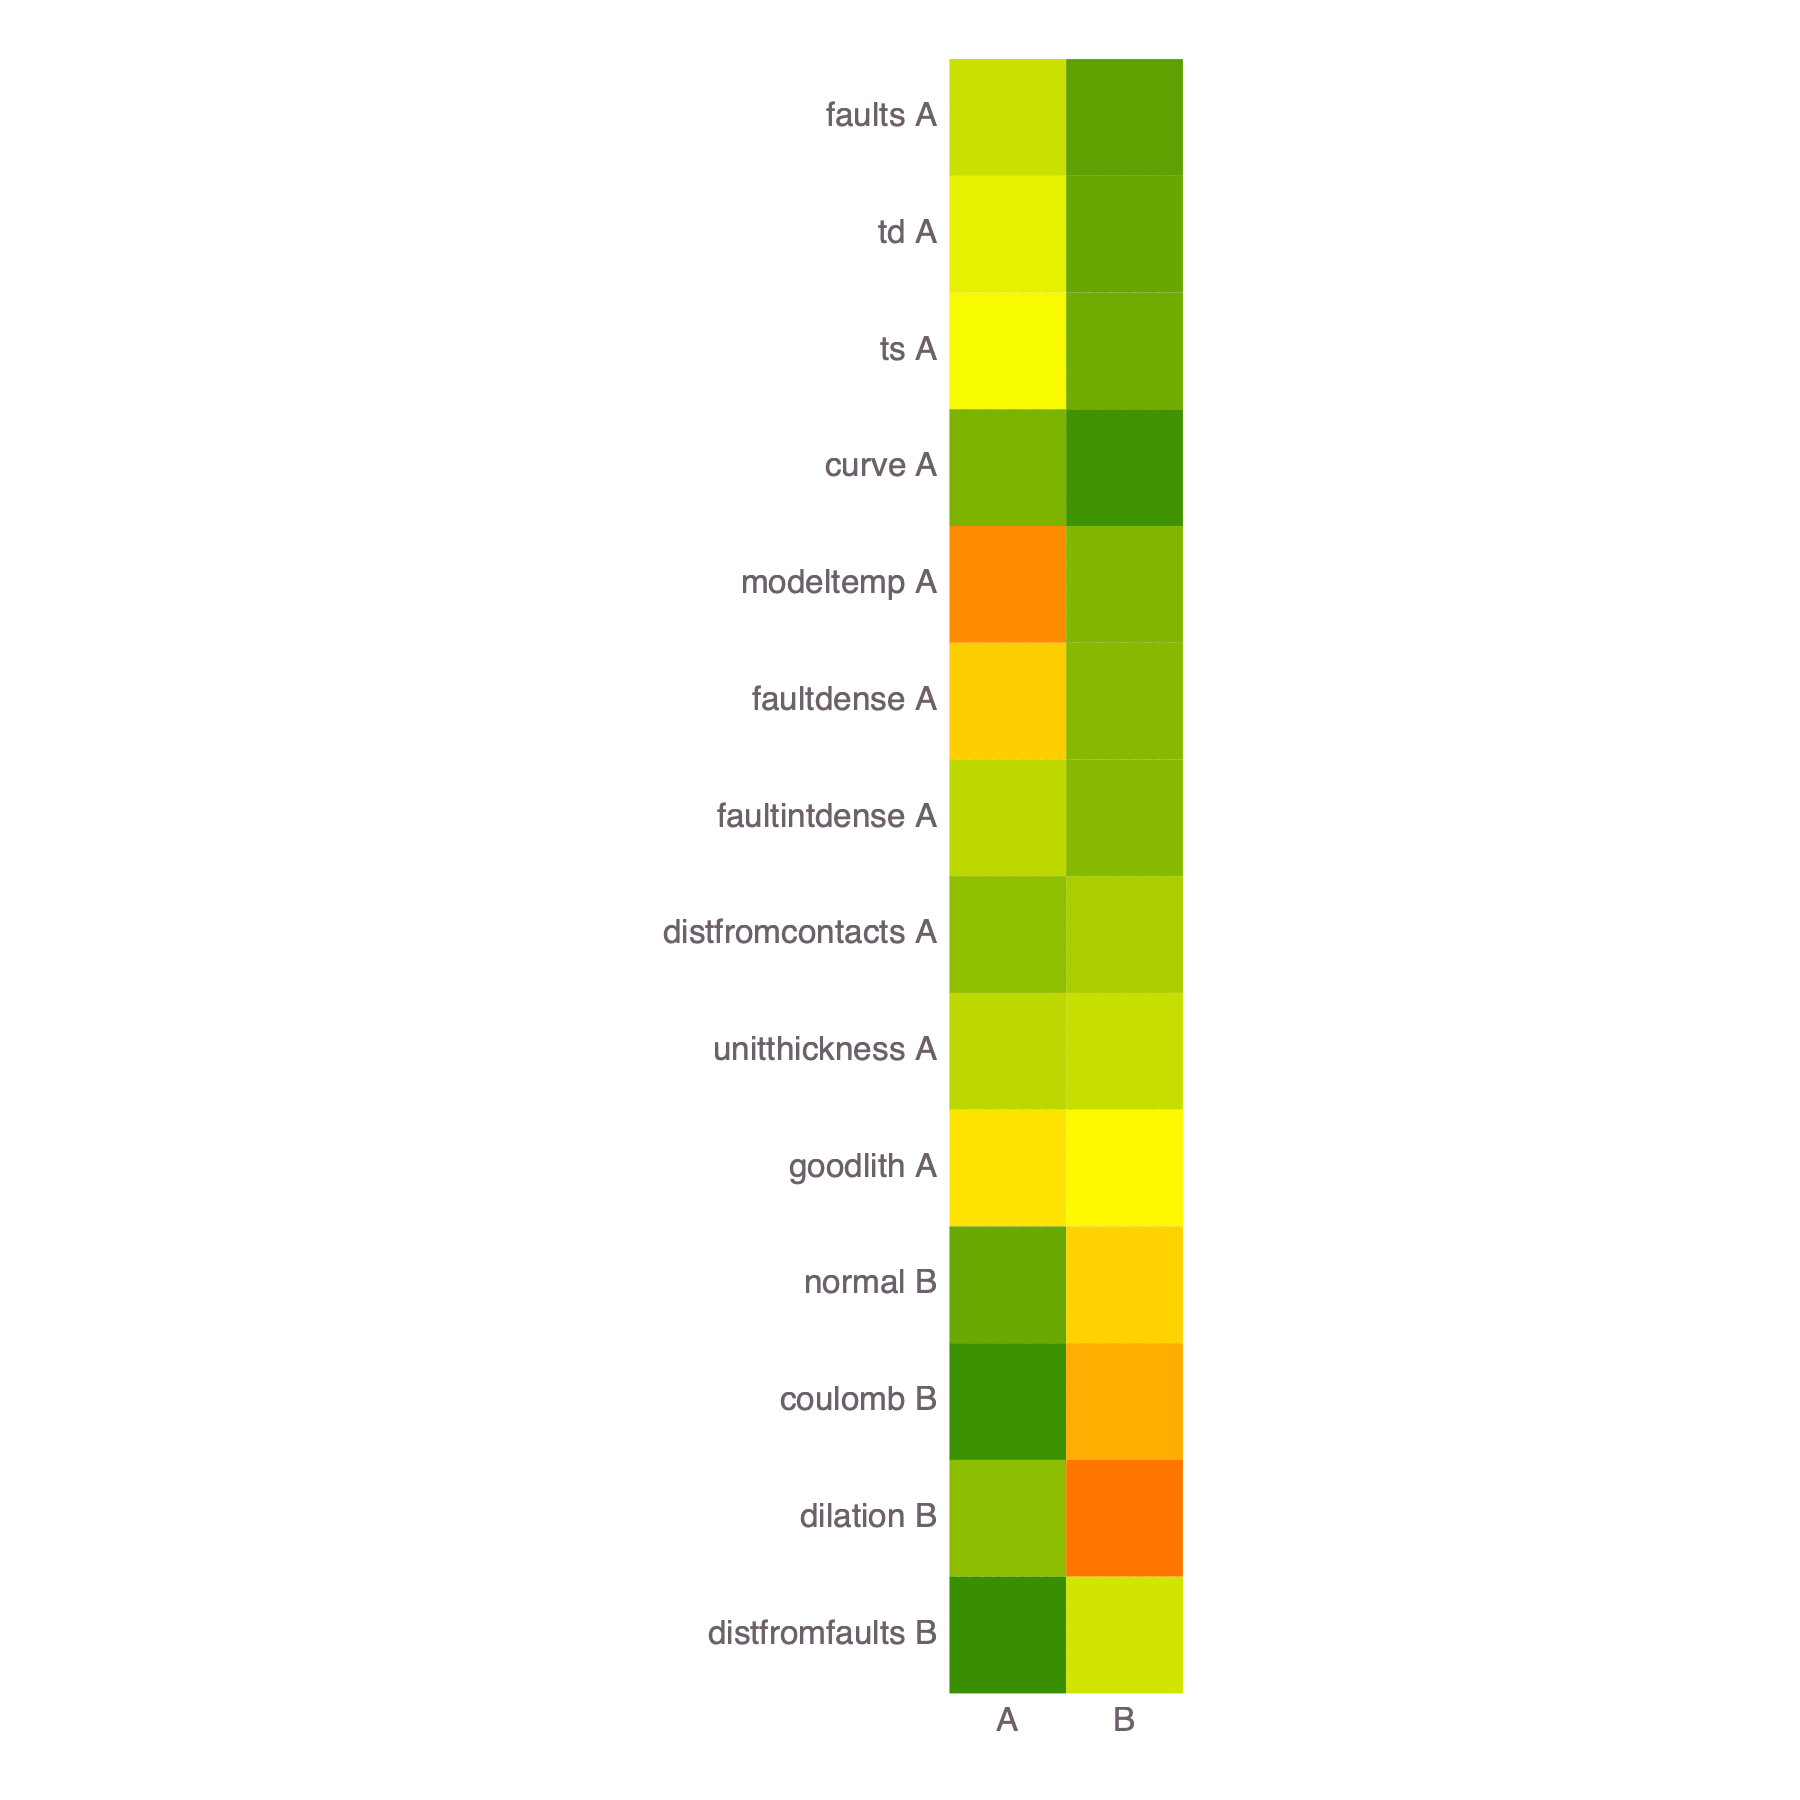 faults A
td A
ts A
curve A
modeltemp A
faultdense A
faultintdense A
distfromcontacts A
unitthickness A
goodlith A
normal B
coulomb B
dilation B
distfromfaults B
A B